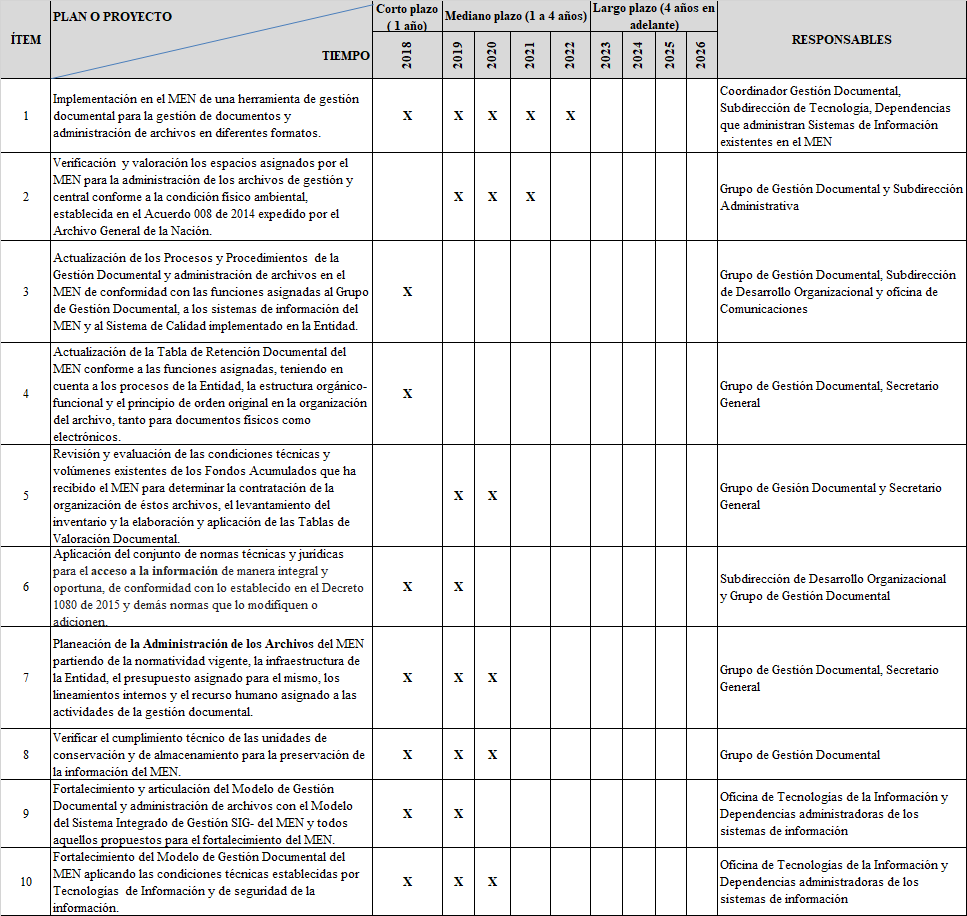 PLAN O PROYECTO
TIEMPO
ÍTEM
Corto plazo
( 1 año)
Mediano plazo (1 a 4 años)
Largo plazo (4 años en
adelante)
RESPONSABLES
2018
2019
2020
2021
2022
2023
2024
2025
2026
1
Implementación en el MEN de una herramienta de gestión
documental para la gestión de documentos y
administración de archivos en diferentes formatos.
X X X X X
Coordinador Gestión Documental,
Subdirección de Tecnología, Dependencias
que administran Sistemas de Información
existentes en el MEN
2
Verificación y valoración los espacios asignados por el
MEN para la administración de los archivos de gestión y
central conforme a la condición físico ambiental,
establecida en el Acuerdo 008 de 2014 expedido por el
Archivo General de la Nación.
X X X
Grupo de Gestión Documental y Subdirección
Administrativa
3
Actualización de los Procesos y Procedimientos de la
Gestión Documental y administración de archivos en el
MEN de conformidad con las funciones asignadas al Grupo
de Gestión Documental, a los sistemas de información del
MEN y al Sistema de Calidad implementado en la Entidad.
X
Grupo de Gestión Documental, Subdirección
de Desarrollo Organizacional y oficina de
Comunicaciones
4
Actualización de la Tabla de Retención Documental del
MEN conforme a las funciones asignadas, teniendo en
cuenta a los procesos de la Entidad, la estructura orgánico-
funcional y el principio de orden original en la organización
del archivo, tanto para documentos físicos como
electrónicos.
X
Grupo de Gestión Documental, Secretario
General
5
Revisión y evaluación de las condiciones técnicas y
volúmenes existentes de los Fondos Acumulados que ha
recibido el MEN para determinar la contratación de la
organización de éstos archivos, el levantamiento del
inventario y la elaboración y aplicación de las Tablas de
Valoración Documental.
X X
Grupo de Gesión Documental y Secretario
General
6
Aplicación del conjunto de normas técnicas y jurídicas
para el acceso a la información de manera integral y
oportuna, de conformidad con lo establecido en el Decreto
1080 de 2015 y demás normas que lo modifiquen o
adicionen.
X X
Subdirección de Desarrollo Organizacional
y Grupo de Gestión Documental
7
Planeación de la Administración de los Archivos del MEN
partiendo de la normatividad vigente, la infraestructura de
la Entidad, el presupuesto asignado para el mismo, los
lineamientos internos y el recurso humano asignado a las
actividades de la gestión documental.
X X X
Grupo de Gestión Documental, Secretario
General
8
Verificar el cumplimiento técnico de las unidades de
conservación y de almacenamiento para la preservación de
la información del MEN.
X X X
Grupo de Gestión Documental
9
Fortalecimiento y articulación del Modelo de Gestión
Documental y administración de archivos con el Modelo
del Sistema Integrado de Gestión SIG- del MEN y todos
aquellos propuestos para el fortalecimiento del MEN.
X X
Oficina de Tecnologías de la Información y
Dependencias administradoras de los
sistemas de información
10
Fortalecimiento del Modelo de Gestión Documental del
MEN aplicando las condiciones técnicas establecidas por
Tecnologías de Información y de seguridad de la
información.
X X X
Oficina de Tecnologías de la Información y
Dependencias administradoras de los
sistemas de información